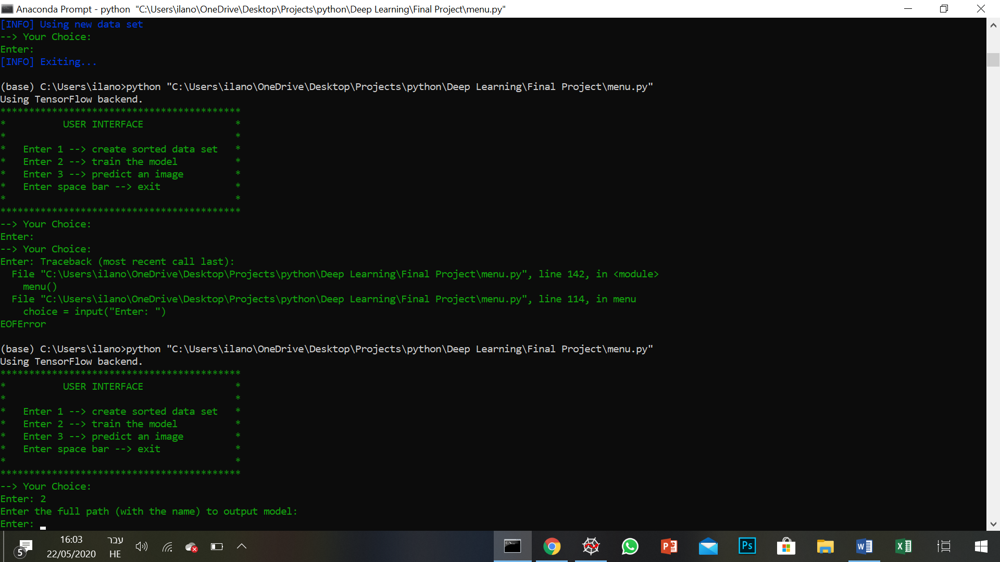 Anaconda Prompt - python  "C:\Users\ilano\OneDrive\Desktop\Projects\python\Deep Learning\Final Project\menu.py"
[INFO] Using new data set
--> Your Choice:
Enter:
[INFO] Exiting...
(base) C:\Users\ilano>python "C:\Users\ilano\OneDrive\Desktop\Projects\python\Deep Learning\Final Project\menu.py"
Using TensorFlow backend.
******************************************
*          USER INTERFACE                *
*                                        *
*   Enter 1 --> create sorted data set   *
*   Enter 2 --> train the model          *
*   Enter 3 --> predict an image         *
*   Enter space bar --> exit             *
*                                        *
******************************************
--> Your Choice:
Enter:
--> Your Choice:
Enter: Traceback (most recent call last):
  File "C:\Users\ilano\OneDrive\Desktop\Projects\python\Deep Learning\Final Project\menu.py", line 142, in <module>
    menu()
  File "C:\Users\ilano\OneDrive\Desktop\Projects\python\Deep Learning\Final Project\menu.py", line 114, in menu
    choice = input("Enter: ")
EOFError
(base) C:\Users\ilano>python "C:\Users\ilano\OneDrive\Desktop\Projects\python\Deep Learning\Final Project\menu.py"
Using TensorFlow backend.
******************************************
*          USER INTERFACE                *
*                                        *
*   Enter 1 --> create sorted data set   *
*   Enter 2 --> train the model          *
*   Enter 3 --> predict an image         *
*   Enter space bar --> exit             *
*                                        *
******************************************
--> Your Choice:
Enter: 2
Enter the full path (with the name) to output model:
Enter:
5
16:03
22/05/2020
עבר
HE
C:\
P
Ps
W
X